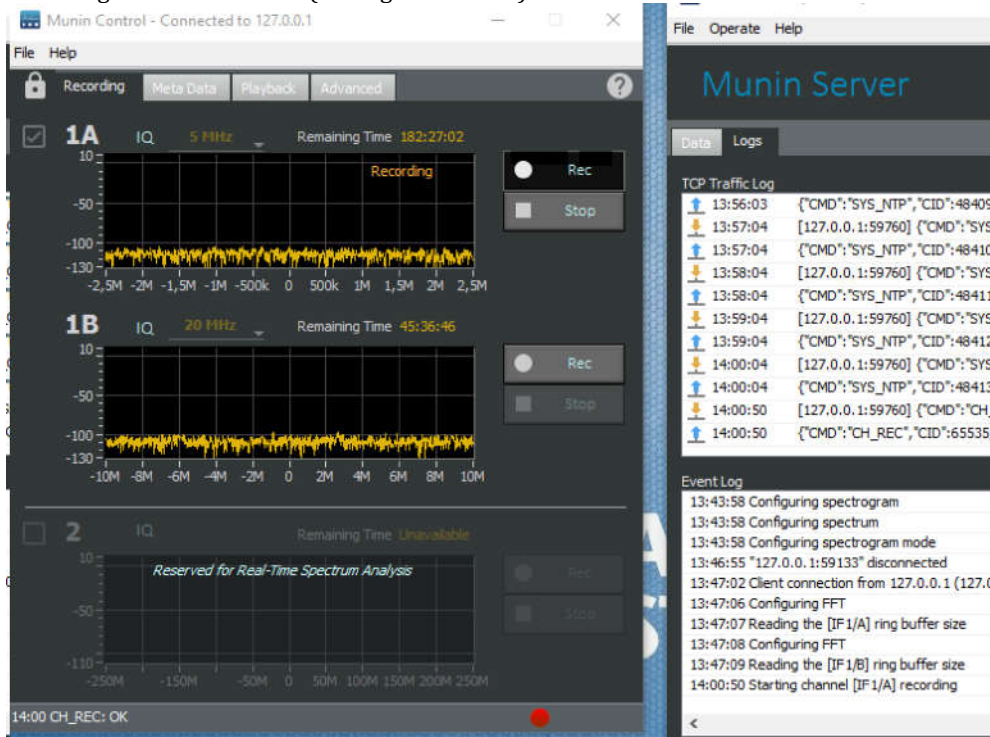 Munin Control - Connected to 127.0.0.1
File Help
Recording Meta Data Playback Advanced
1A IQ 5 MHz Remaining Time 182:27:02
10
-50
-100
-130
Recording
-2,5M -2M -1,5M -1M -500k 0 500k 1M 1,5M 2M 2,5M
Rec
Stop
1B IQ 20 MHz Remaining Time 45:36:46
10
-50
-100
-130
-10M -8M -6M -4M -2M 0 2M 4M 6M 8M 10M
Rec
Stop
2 IQ Remaining Time Unavailable
10
-50
-110
Reserved for Real-Time Spectrum Analysis
-250M -150M -50M 0 50M 100M 150M 200M 250M
Rec
Stop
14:00 CH_REC: OK
File Operate Help
Munin Server
Data Logs
TCP Traffic Log
13:56:03 {"CMD":"SYS_NTP","CID":48409
13:57:04 [127.0.0.1:59760] {"CMD":"SYS
13:57:04 {"CMD":"SYS_NTP","CID":48410
13:58:04 [127.0.0.1:59760] {"CMD":"SYS
13:58:04 {"CMD":"SYS_NTP","CID":48411
13:59:04 [127.0.0.1:59760] {"CMD":"SYS
13:59:04 {"CMD":"SYS_NTP","CID":48412
14:00:04 [127.0.0.1:59760] {"CMD":"SYS
14:00:04 {"CMD":"SYS_NTP","CID":48413
14:00:50 [127.0.0.1:59760] {"CMD":"CH_
14:00:50 {"CMD":"CH_REC","CID":65535
Event Log
13:43:58 Configuring spectrogram
13:43:58 Configuring spectrum
13:43:58 Configuring spectrogram mode
13:46:55 "127.0.0.1:59133" disconnected
13:47:02 Client connection from 127.0.0.1 (127.0
13:47:06 Configuring FFT
13:47:07 Reading the [IF1/A] ring buffer size
13:47:08 Configuring FFT
13:47:09 Reading the [IF1/B] ring buffer size
14:00:50 Starting channel [IF1/A] recording